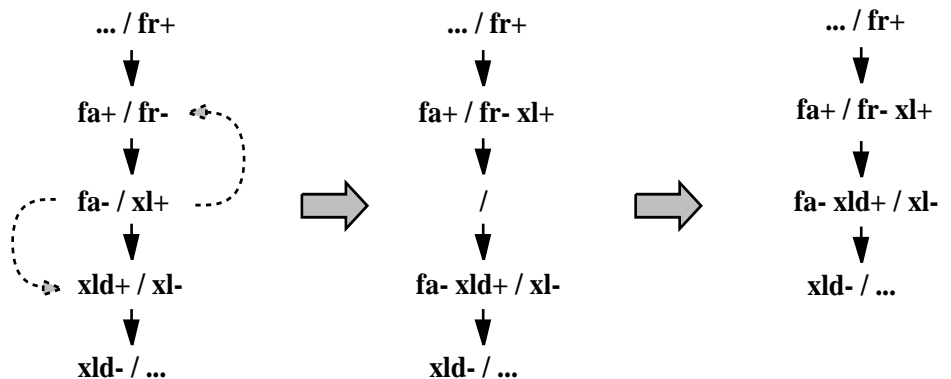 ... / fr+
fa+ / fr-
fa- / xl+
xld+ / xl-
xld- / ...
... / fr+
fa+ / fr- xl+
/
fa- xld+ / xl-
xld- / ...
... / fr+
fa+ / fr- xl+
fa- xld+ / xl-
xld- / ...